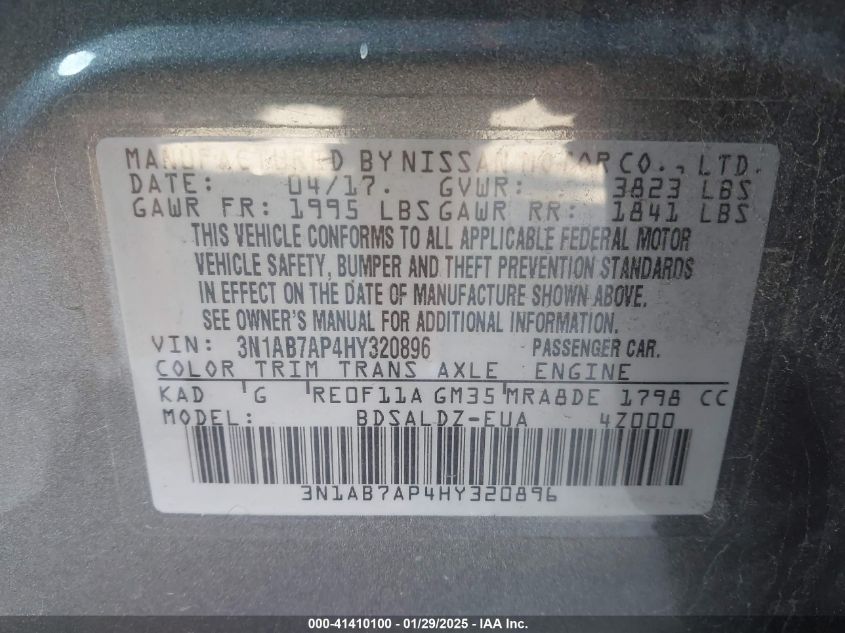 MANUFACTURED BY NISSAN MOTOR CO., LTD.
DATE: 04/17. GVWR: 3823 LBS
GAWR FR: 1995 LBS GAWR RR: 1841 LBS
THIS VEHICLE CONFORMS TO ALL APPLICABLE FEDERAL MOTOR
VEHICLE SAFETY, BUMPER AND THEFT PREVENTION STANDARDS
IN EFFECT ON THE DATE OF MANUFACTURE SHOWN ABOVE.
SEE OWNER'S MANUAL FOR ADDITIONAL INFORMATION.
VIN: 3N1AB7AP4HY320896 PASSENGER CAR.
COLOR TRIM TRANS AXLE ENGINE
KAD G RE0F11A GM35 MRA8DE 1798 CC
MODEL: BDSALDZ-EUA 4Z000
3N1AB7AP4HY320896
000-41410100 - 01/29/2025 - IAA Inc.